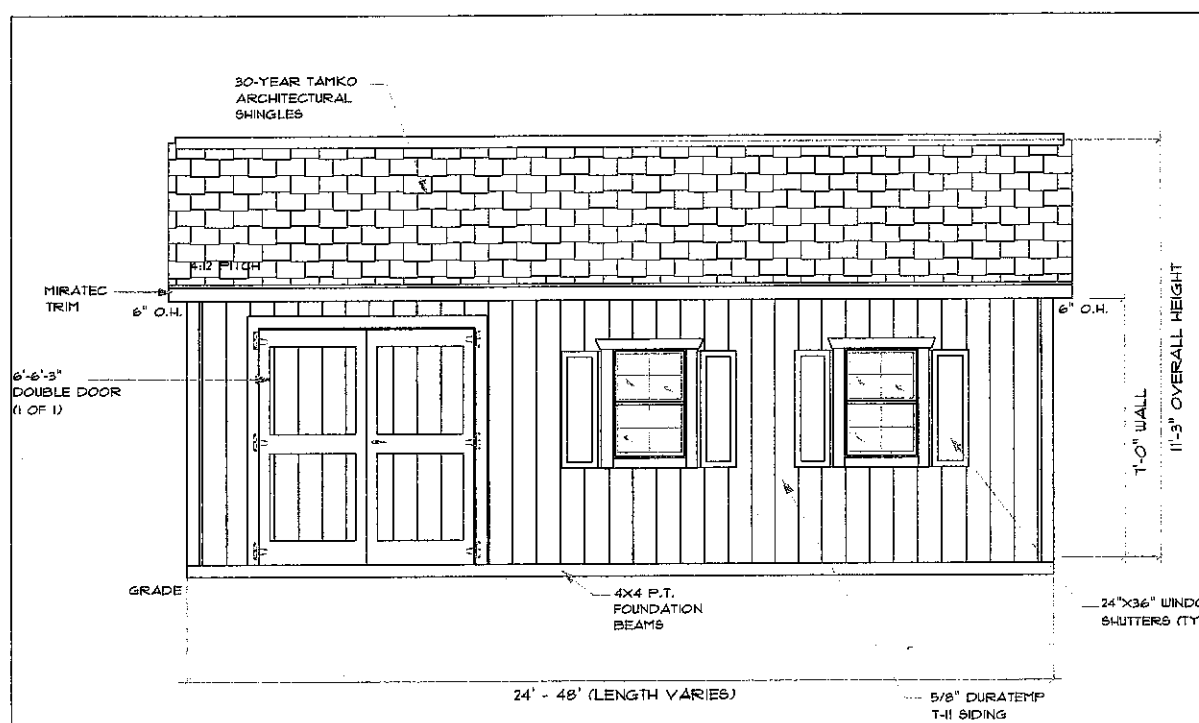 30-YEAR TAMKO
ARCHITECTURAL
SHINGLES
4:12 PITCH
MIRATEC
TRIM
6" O.H.
6" O.H.
6'-6'-3"
DOUBLE DOOR
(1 OF 1)
7'-0" WALL
11'-3" OVERALL HEIGHT
GRADE
4X4 P.T.
FOUNDATION
BEAMS
24"X36" WINDO
SHUTTERS (TY
24' - 48' (LENGTH VARIES)
5/8" DURATEMP
T-11 SIDING